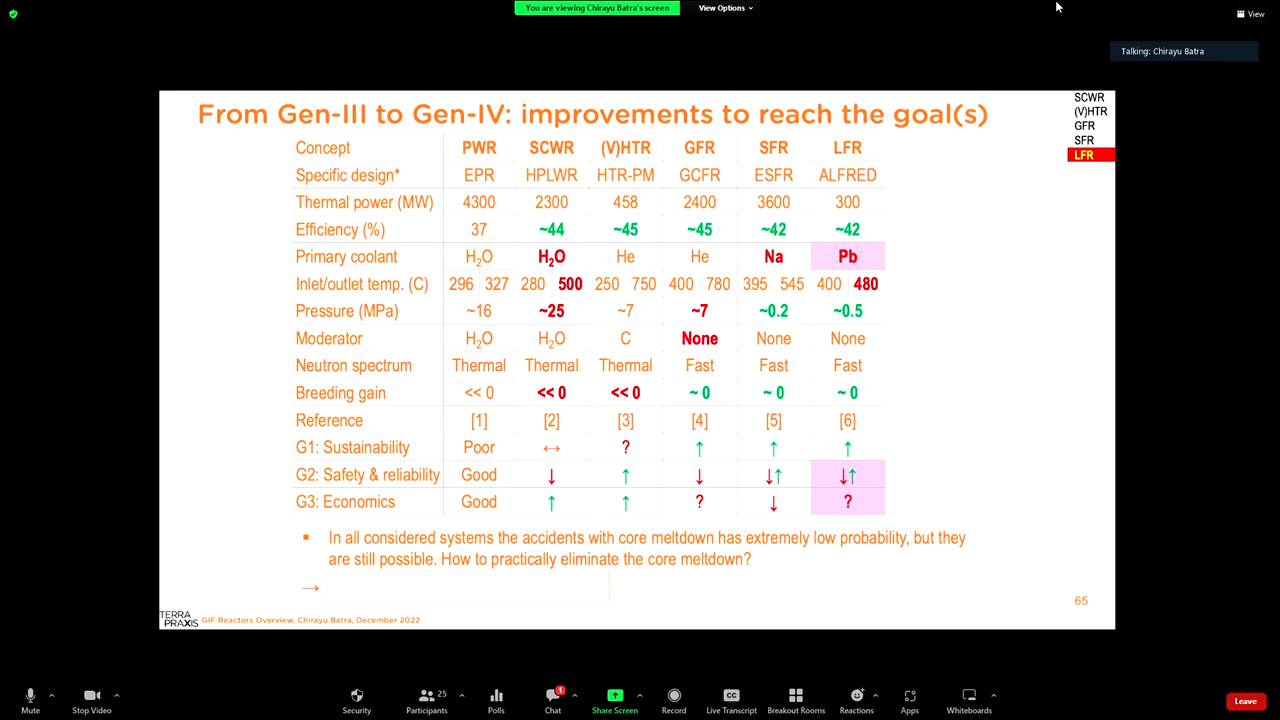 You are viewing Chirayu Batra's screen
View Options
View
Talking: Chirayu Batra
From Gen-III to Gen-IV: improvements to reach the goal(s)
SCWR
(V)HTR
GFR
SFR
LFR
Concept PWR SCWR (V)HTR GFR SFR LFR
Specific design* EPR HPLWR HTR-PM GCFR ESFR ALFRED
Thermal power (MW) 4300 2300 458 2400 3600 300
Efficiency (%) 37 ~44 ~45 ~45 ~42 ~42
Primary coolant H₂O H₂O He He Na Pb
Inlet/outlet temp. (C) 296 327 280 500 250 750 400 780 395 545 400 480
Pressure (MPa) ~16 ~25 ~7 ~7 ~0.2 ~0.5
Moderator H₂O H₂O C None None None
Neutron spectrum Thermal Thermal Thermal Fast Fast Fast
Breeding gain << 0 << 0 << 0 ~ 0 ~ 0 ~ 0
Reference [1] [2] [3] [4] [5] [6]
G1: Sustainability Poor ↔ ? ↑ ↑ ↑
G2: Safety & reliability Good ↓ ↑ ↓ ↓↑ ↓↑
G3: Economics Good ↑ ↑ ? ↓ ?
▪ In all considered systems the accidents with core meltdown has extremely low probability, but they
are still possible. How to practically eliminate the core meltdown?
→
65
TERRA
PRAXIS
GIF Reactors Overview, Chirayu Batra, December 2022
25
1
Mute Stop Video Security Participants Polls Chat Share Screen Record Live Transcript Breakout Rooms Reactions Apps Whiteboards Leave